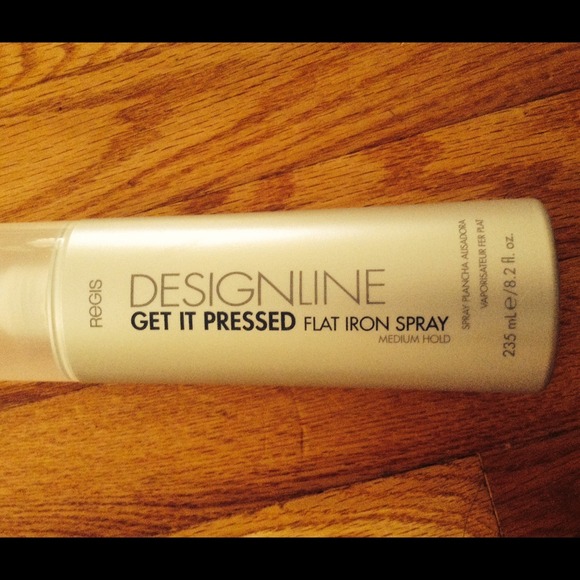 REGIS
DESIGNLINE
GET IT PRESSED FLAT IRON SPRAY
MEDIUM HOLD
SPRAY PLANCHA ALISADORA
VAPORISATEUR FER PLAT
235 mL e/8.2 fl. oz.